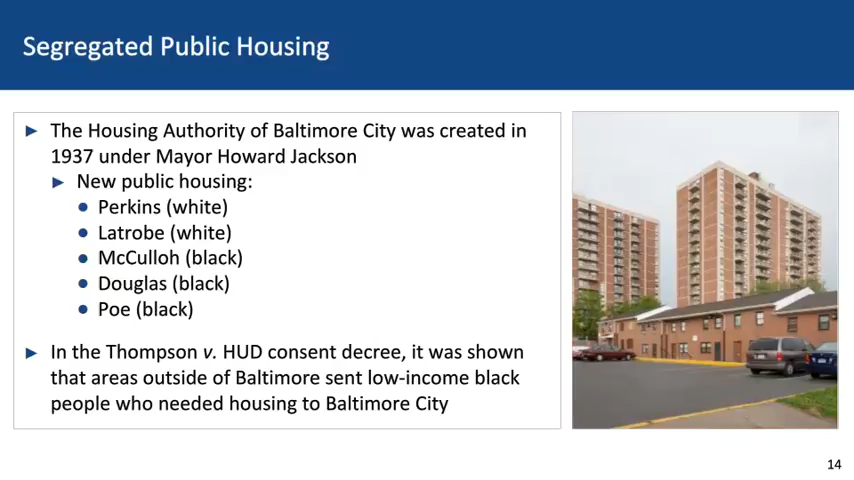 Segregated Public Housing
► The Housing Authority of Baltimore City was created in
1937 under Mayor Howard Jackson
► New public housing:
● Perkins (white)
● Latrobe (white)
● McCulloh (black)
● Douglas (black)
● Poe (black)
► In the Thompson v. HUD consent decree, it was shown
that areas outside of Baltimore sent low-income black
people who needed housing to Baltimore City
14